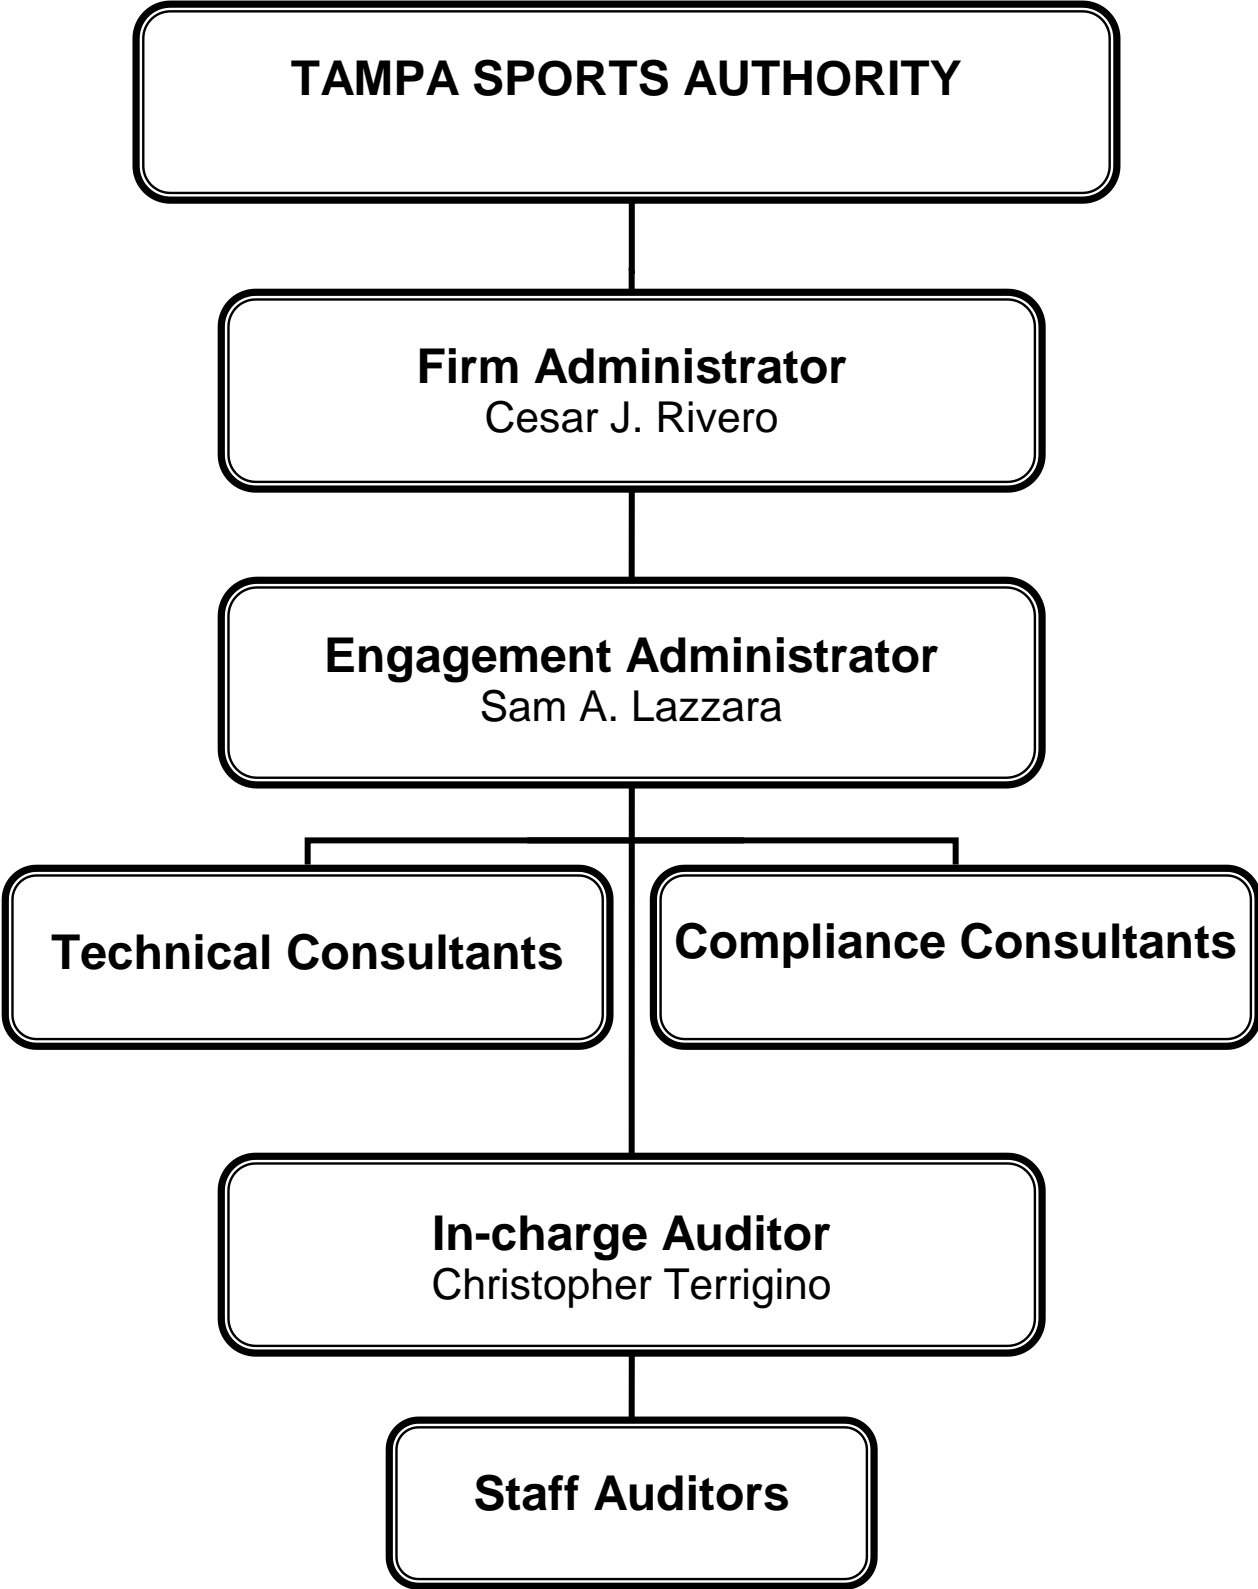 TAMPA SPORTS AUTHORITY
Firm Administrator
Cesar J. Rivero
Engagement Administrator
Sam A. Lazzara
Technical Consultants
Compliance Consultants
In-charge Auditor
Christopher Terrigino
Staff Auditors